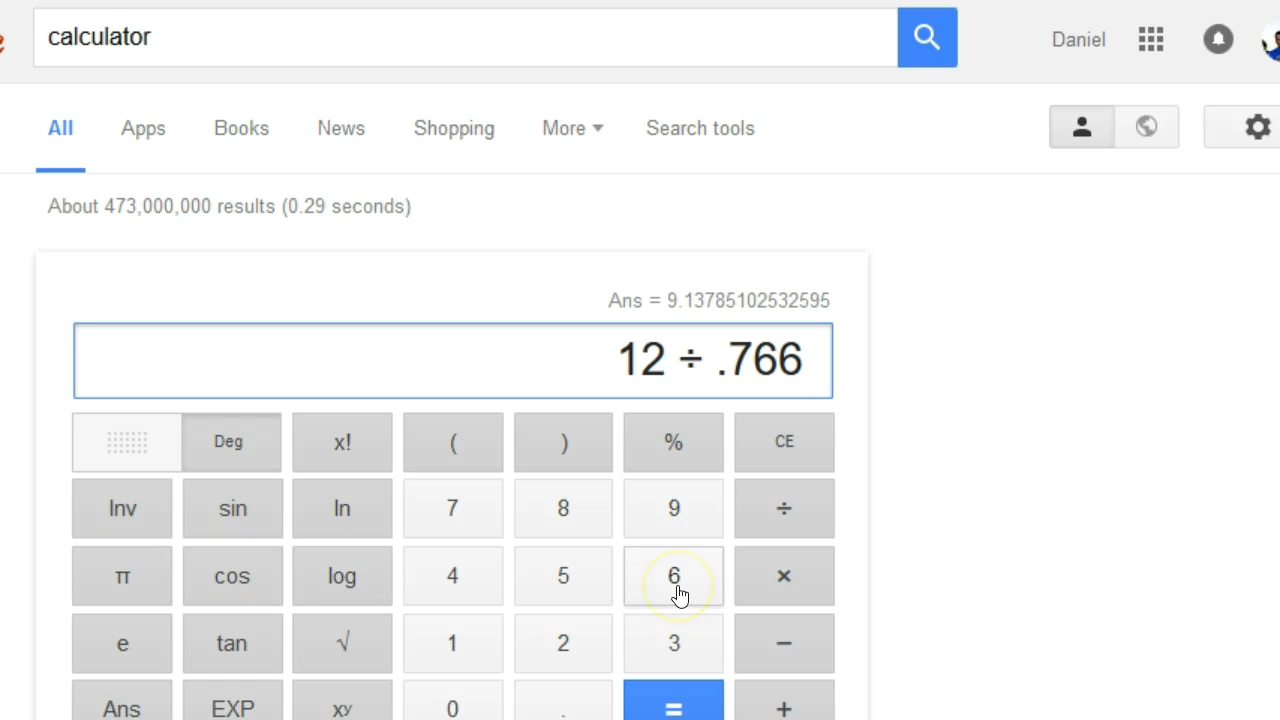 calculator
Daniel
All Apps Books News Shopping More Search tools
About 473,000,000 results (0.29 seconds)
Ans = 9.13785102532595
12 ÷ .766
Deg x! ( ) % CE
Inv sin ln 7 8 9 ÷
π cos log 4 5 6 ×
e tan √ 1 2 3 −
Ans EXP xy 0 . = +